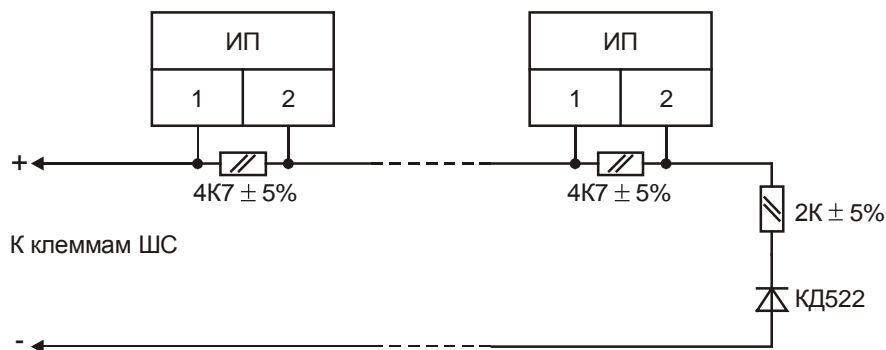 ИП
ИП
1 2
1 2
+
4К7 ± 5%
4К7 ± 5%
2К ± 5%
К клеммам ШС
КД522
-